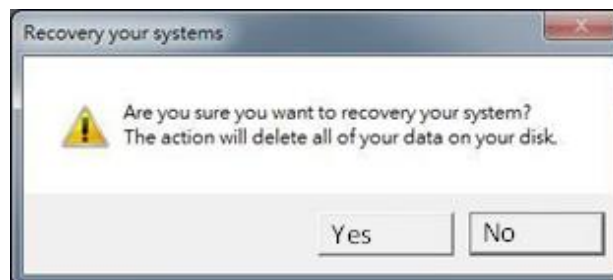 Recovery your systems
Are you sure you want to recovery your system?
The action will delete all of your data on your disk.
Yes
No